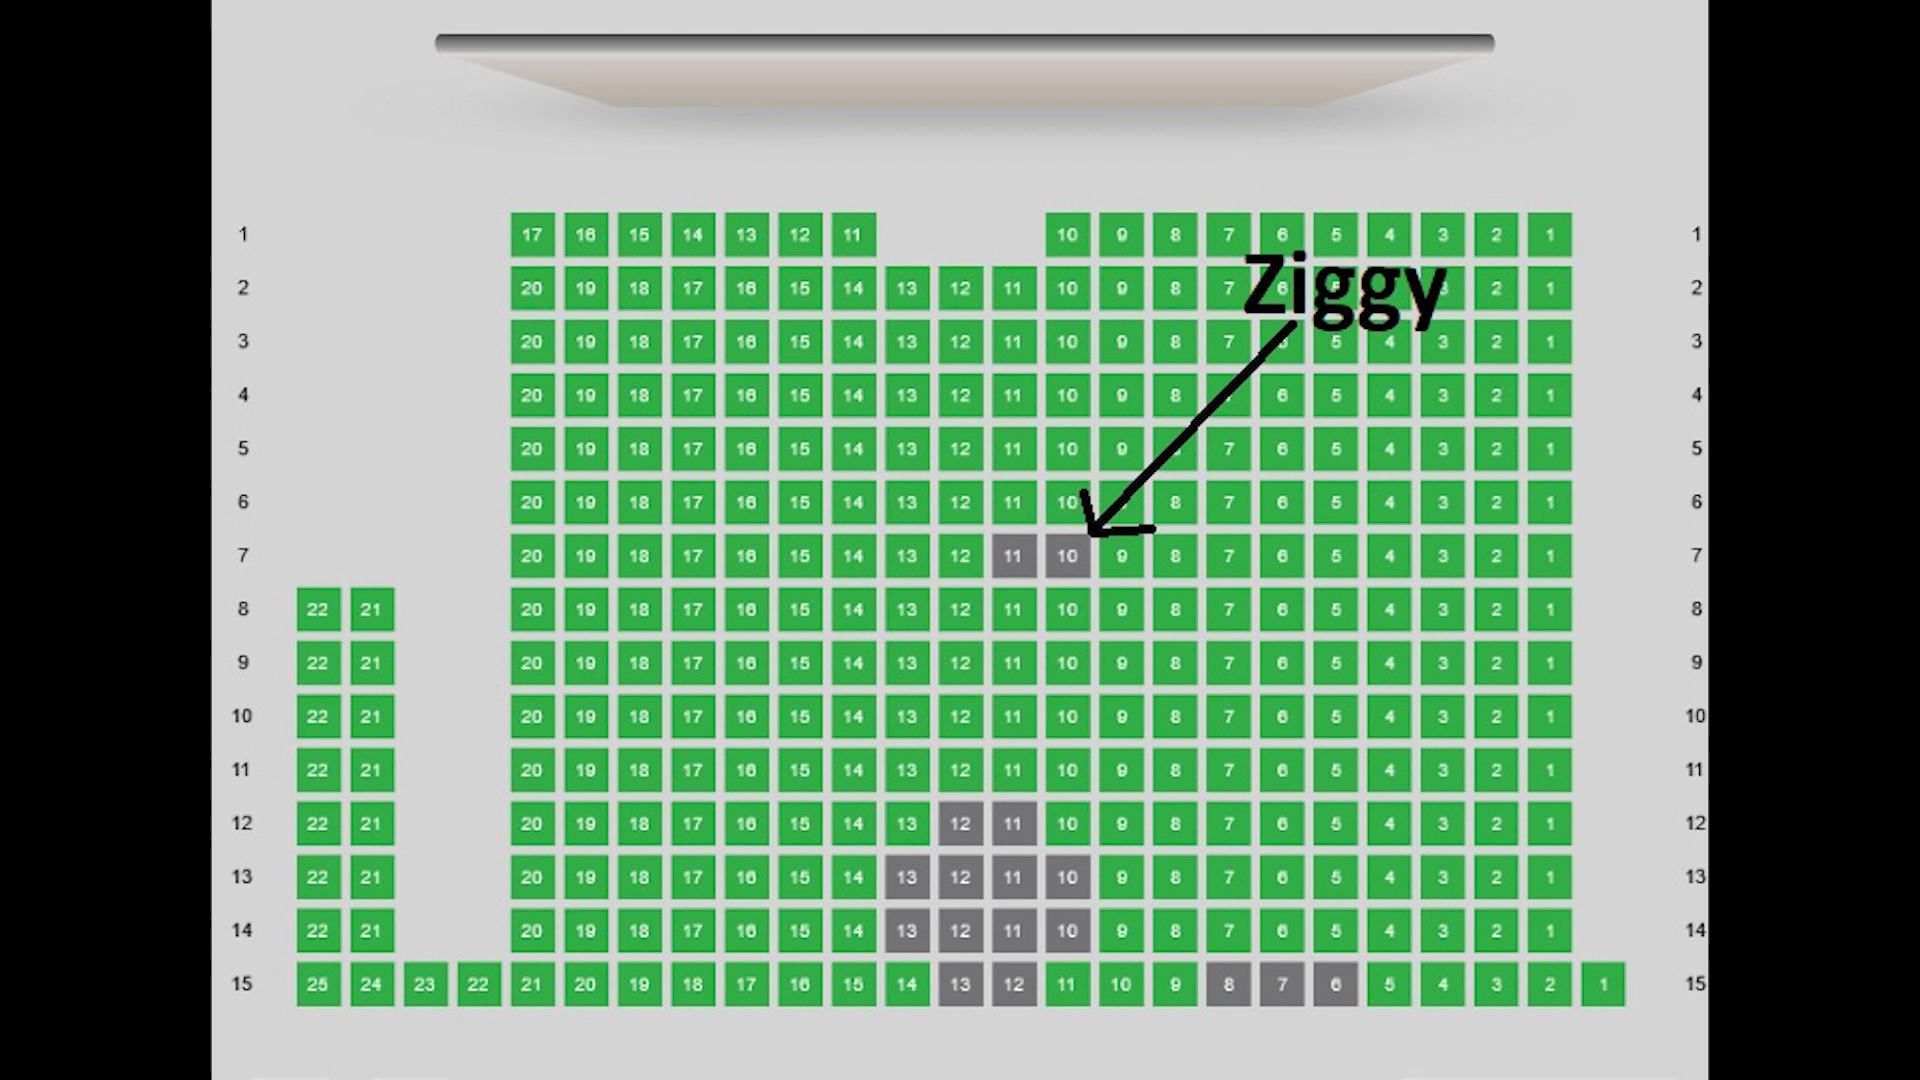 1 17 16 15 14 13 12 11 10 9 8 7 6 5 4 3 2 1 1
2 20 19 18 17 16 15 14 13 12 11 10 9 8 7 2 1 2
Ziggy
3 20 19 18 17 16 15 14 13 12 11 10 9 8 7 5 4 3 2 1 3
4 20 19 18 17 16 15 14 13 12 11 10 9 8 6 5 4 3 2 1 4
5 20 19 18 17 16 15 14 13 12 11 10 9 7 6 5 4 3 2 1 5
6 20 19 18 17 16 15 14 13 12 11 10 8 7 6 5 4 3 2 1 6
7 20 19 18 17 16 15 14 13 12 11 10 9 8 7 6 5 4 3 2 1 7
8 22 21 20 19 18 17 16 15 14 13 12 11 10 9 8 7 6 5 4 3 2 1 8
9 22 21 20 19 18 17 16 15 14 13 12 11 10 9 8 7 6 5 4 3 2 1 9
10 22 21 20 19 18 17 16 15 14 13 12 11 10 9 8 7 6 5 4 3 2 1 10
11 22 21 20 19 18 17 16 15 14 13 12 11 10 9 8 7 6 5 4 3 2 1 11
12 22 21 20 19 18 17 16 15 14 13 12 11 10 9 8 7 6 5 4 3 2 1 12
13 22 21 20 19 18 17 16 15 14 13 12 11 10 9 8 7 6 5 4 3 2 1 13
14 22 21 20 19 18 17 16 15 14 13 12 11 10 9 8 7 6 5 4 3 2 1 14
15 25 24 23 22 21 20 19 18 17 16 15 14 13 12 11 10 9 8 7 6 5 4 3 2 1 15